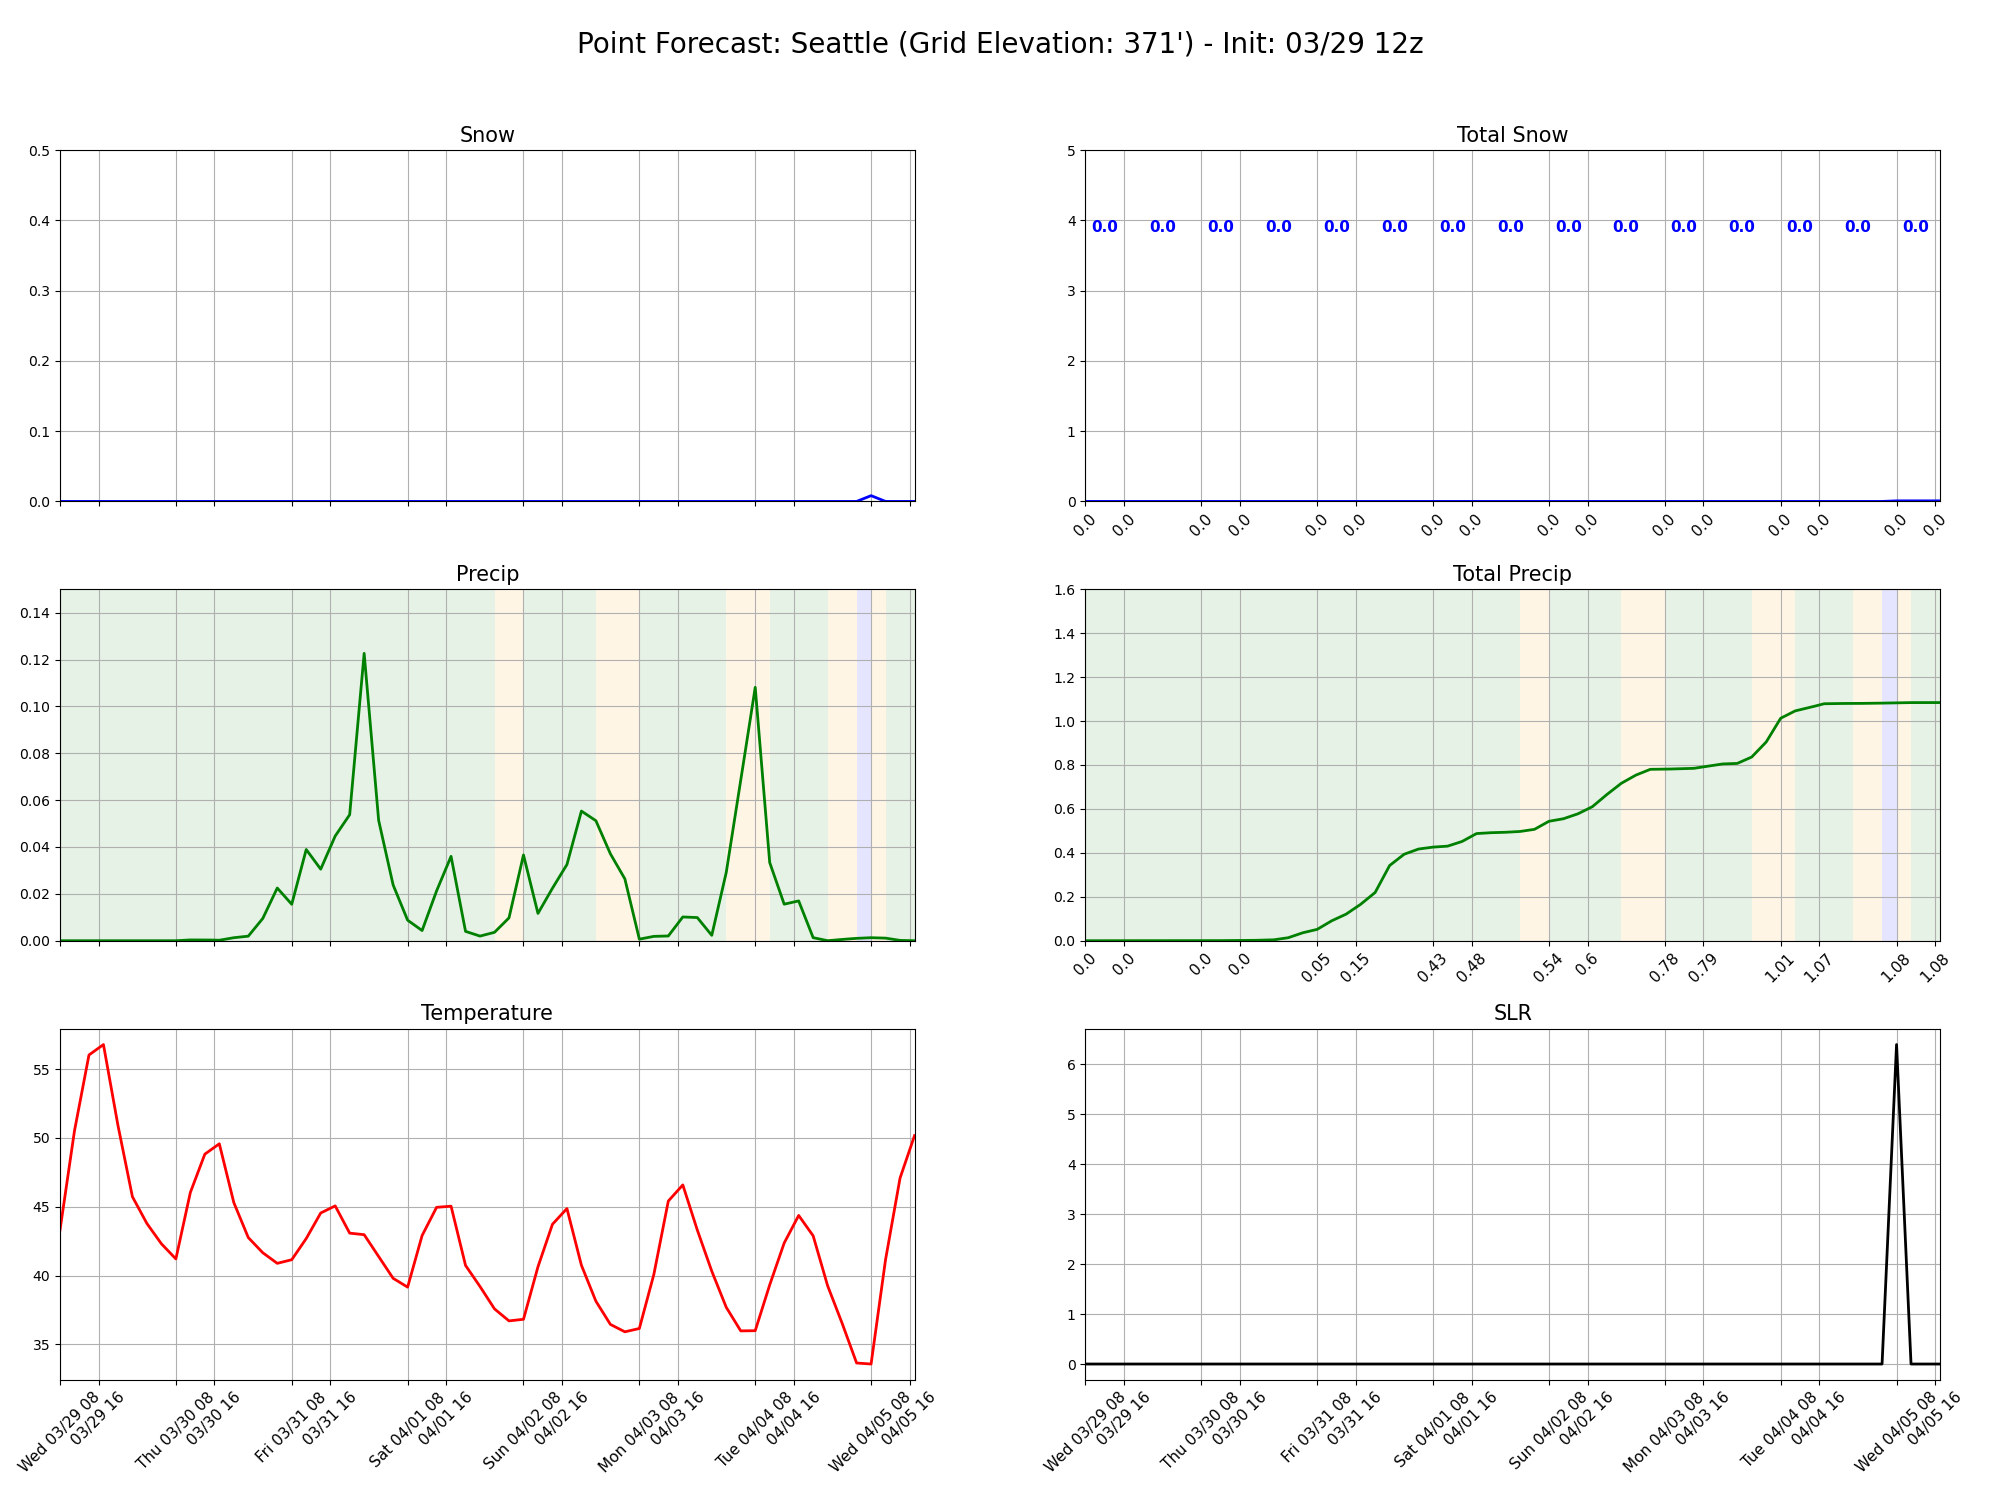 Point Forecast: Seattle (Grid Elevation: 371') - Init: 03/29 12z
Snow
0.5
0.4
0.3
0.2
0.1
0.0
Total Snow
5
4
3
2
1
0
0.0 0.0 0.0 0.0 0.0 0.0 0.0 0.0 0.0 0.0 0.0 0.0 0.0 0.0 0.0
0.0 0.0 0.0 0.0 0.0 0.0 0.0 0.0 0.0 0.0 0.0 0.0 0.0 0.0 0.0 0.0
Precip
0.14
0.12
0.10
0.08
0.06
0.04
0.02
0.00
Total Precip
1.6
1.4
1.2
1.0
0.8
0.6
0.4
0.2
0.0
0.0 0.0 0.0 0.0 0.05 0.15 0.43 0.48 0.54 0.6 0.78 0.79 1.01 1.07 1.08 1.08
Temperature
55
50
45
40
35
Wed 03/29 08
03/29 16
Thu 03/30 08
03/30 16
Fri 03/31 08
03/31 16
Sat 04/01 08
04/01 16
Sun 04/02 08
04/02 16
Mon 04/03 08
04/03 16
Tue 04/04 08
04/04 16
Wed 04/05 08
04/05 16
SLR
6
5
4
3
2
1
0
Wed 03/29 08
03/29 16
Thu 03/30 08
03/30 16
Fri 03/31 08
03/31 16
Sat 04/01 08
04/01 16
Sun 04/02 08
04/02 16
Mon 04/03 08
04/03 16
Tue 04/04 08
04/04 16
Wed 04/05 08
04/05 16